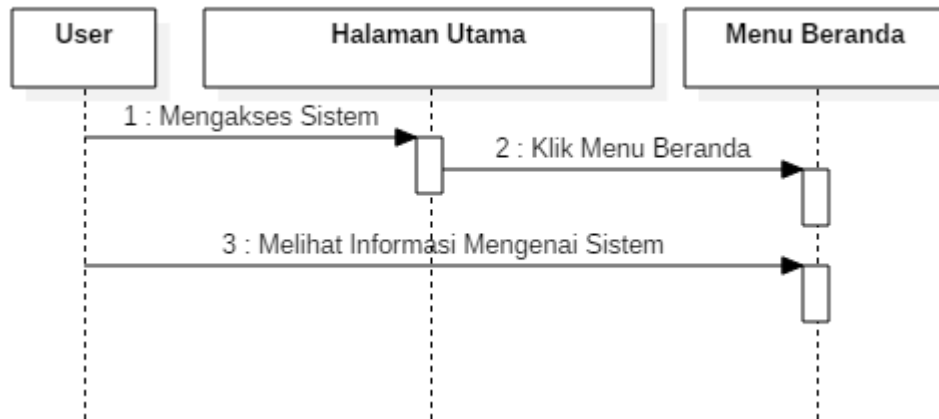 User
Halaman Utama
Menu Beranda
1 : Mengakses Sistem
2 : Klik Menu Beranda
3 : Melihat Informasi Mengenai Sistem